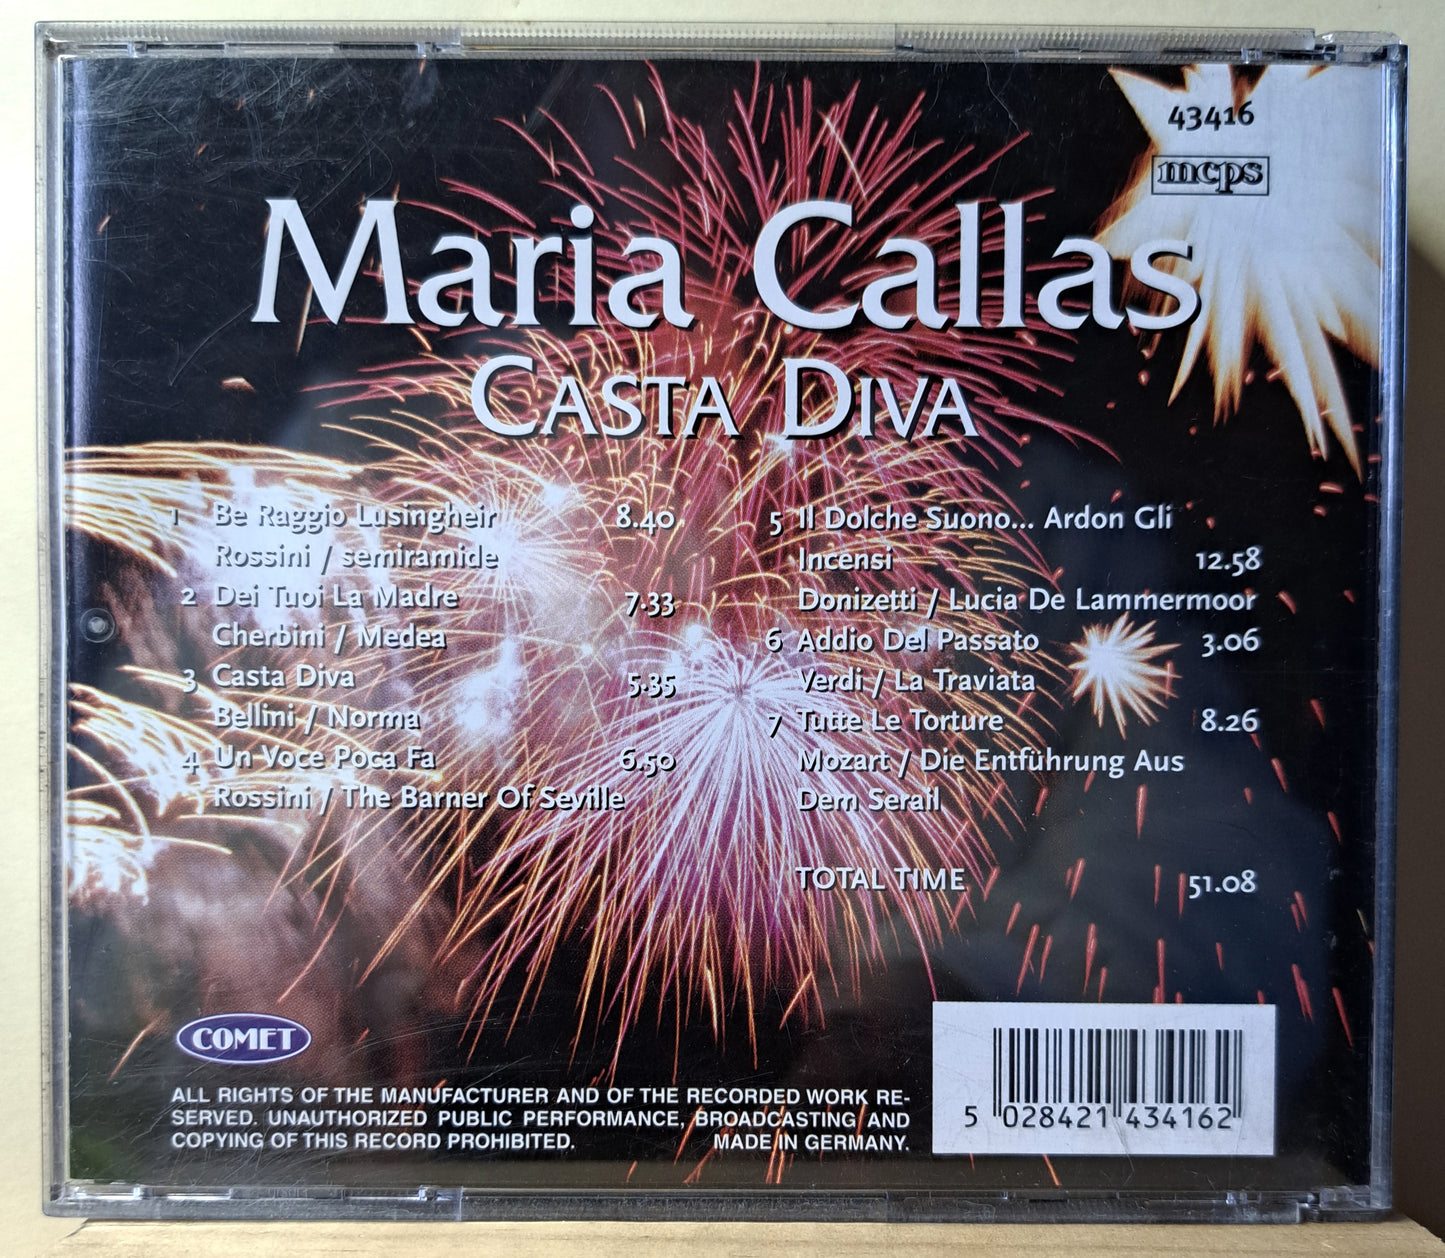 43416
mcps
Maria Callas
Casta Diva
1 Be Raggio Lusingheir 8.40
Rossini / semiramide
2 Dei Tuoi La Madre 7.33
Cherbini / Medea
3 Casta Diva 5.35
Bellini / Norma
4 Un Voce Poca Fa 6.50
Rossini / The Barner Of Seville
5 Il Dolche Suono... Ardon Gli
Incensi 12.58
Donizetti / Lucia De Lammermoor
6 Addio Del Passato 3.06
Verdi / La Traviata
7 Tutte Le Torture 8.26
Mozart / Die Entführung Aus
Dem Serail
TOTAL TIME 51.08
COMET
ALL RIGHTS OF THE MANUFACTURER AND OF THE RECORDED WORK RE-
SERVED. UNAUTHORIZED PUBLIC PERFORMANCE, BROADCASTING AND
COPYING OF THIS RECORD PROHIBITED. MADE IN GERMANY.
5 028421 434162